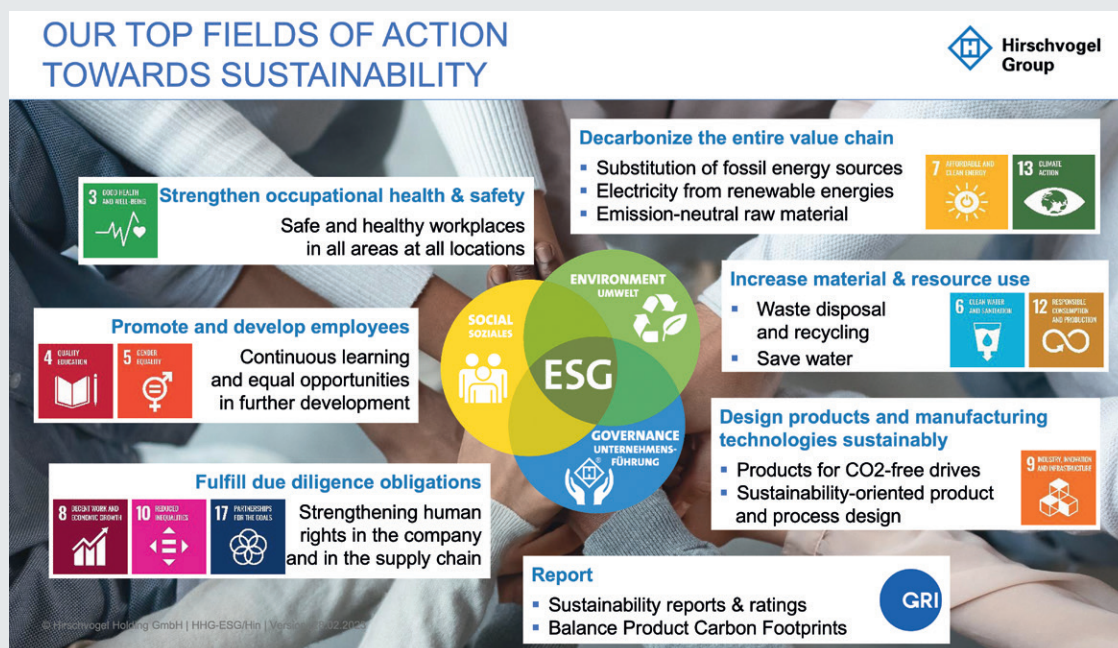 OUR TOP FIELDS OF ACTION
TOWARDS SUSTAINABILITY
H
Hirschvogel
Group
3 GOOD HEALTH
AND WELL-BEING
Strengthen occupational health & safety
Safe and healthy workplaces
in all areas at all locations
4 QUALITY
EDUCATION
5 GENDER
EQUALITY
Promote and develop employees
Continuous learning
and equal opportunities
in further development
Fulfill due diligence obligations
8 DECENT WORK AND
ECONOMIC GROWTH
10 REDUCED
INEQUALITIES
17 PARTNERSHIPS
FOR THE GOALS
Strengthening human
rights in the company
and in the supply chain
SOCIAL
SOZIALES
ENVIRONMENT
UMWELT
ESG
GOVERNANCE
UNTERNEHMENS-
FÜHRUNG
H ®
Decarbonize the entire value chain
▪ Substitution of fossil energy sources
▪ Electricity from renewable energies
▪ Emission-neutral raw material
7 AFFORDABLE AND
CLEAN ENERGY
13 CLIMATE
ACTION
Increase material & resource use
▪ Waste disposal
and recycling
▪ Save water
6 CLEAN WATER
AND SANITATION
12 RESPONSIBLE
CONSUMPTION
AND PRODUCTION
Design products and manufacturing
technologies sustainably
▪ Products for CO2-free drives
▪ Sustainability-oriented product
and process design
9 INDUSTRY, INNOVATION
AND INFRASTRUCTURE
Report
▪ Sustainability reports & ratings
▪ Balance Product Carbon Footprints
GRI
© Hirschvogel Holding GmbH | HHG-ESG/Hin |